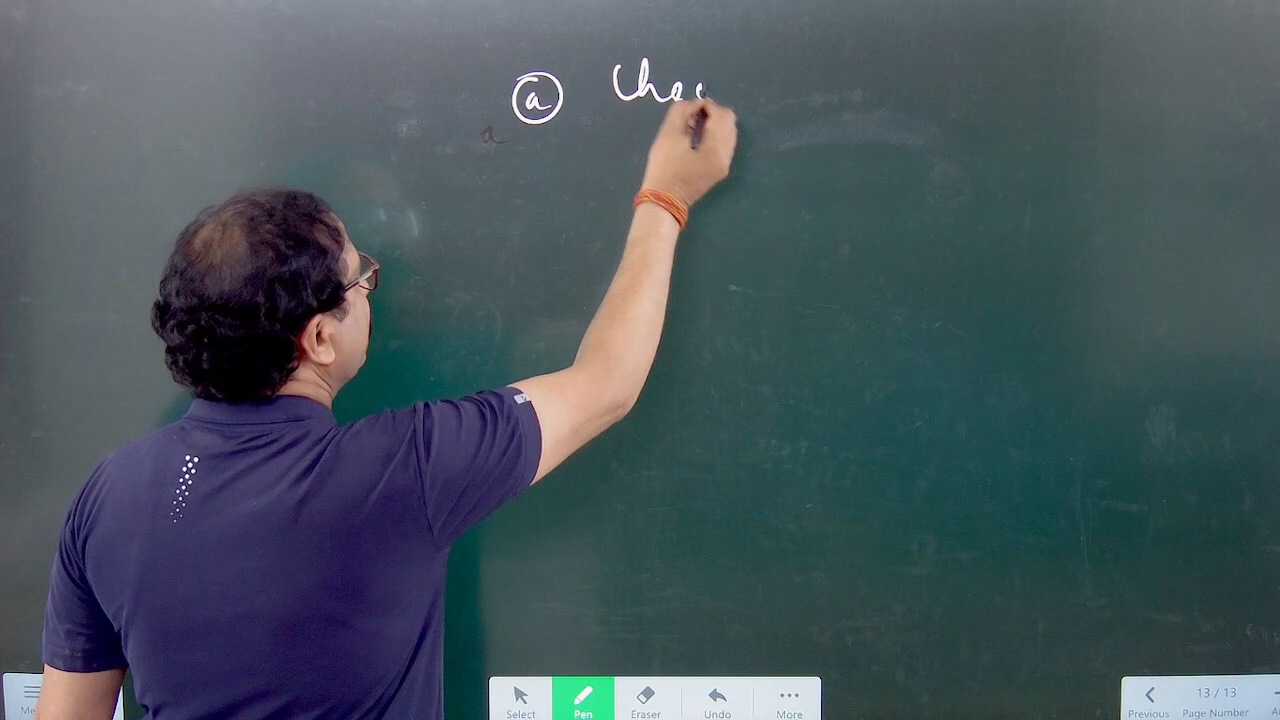 ⓐ Chec
a
Select Pen Eraser Undo More
13 / 13
Previous Page Number